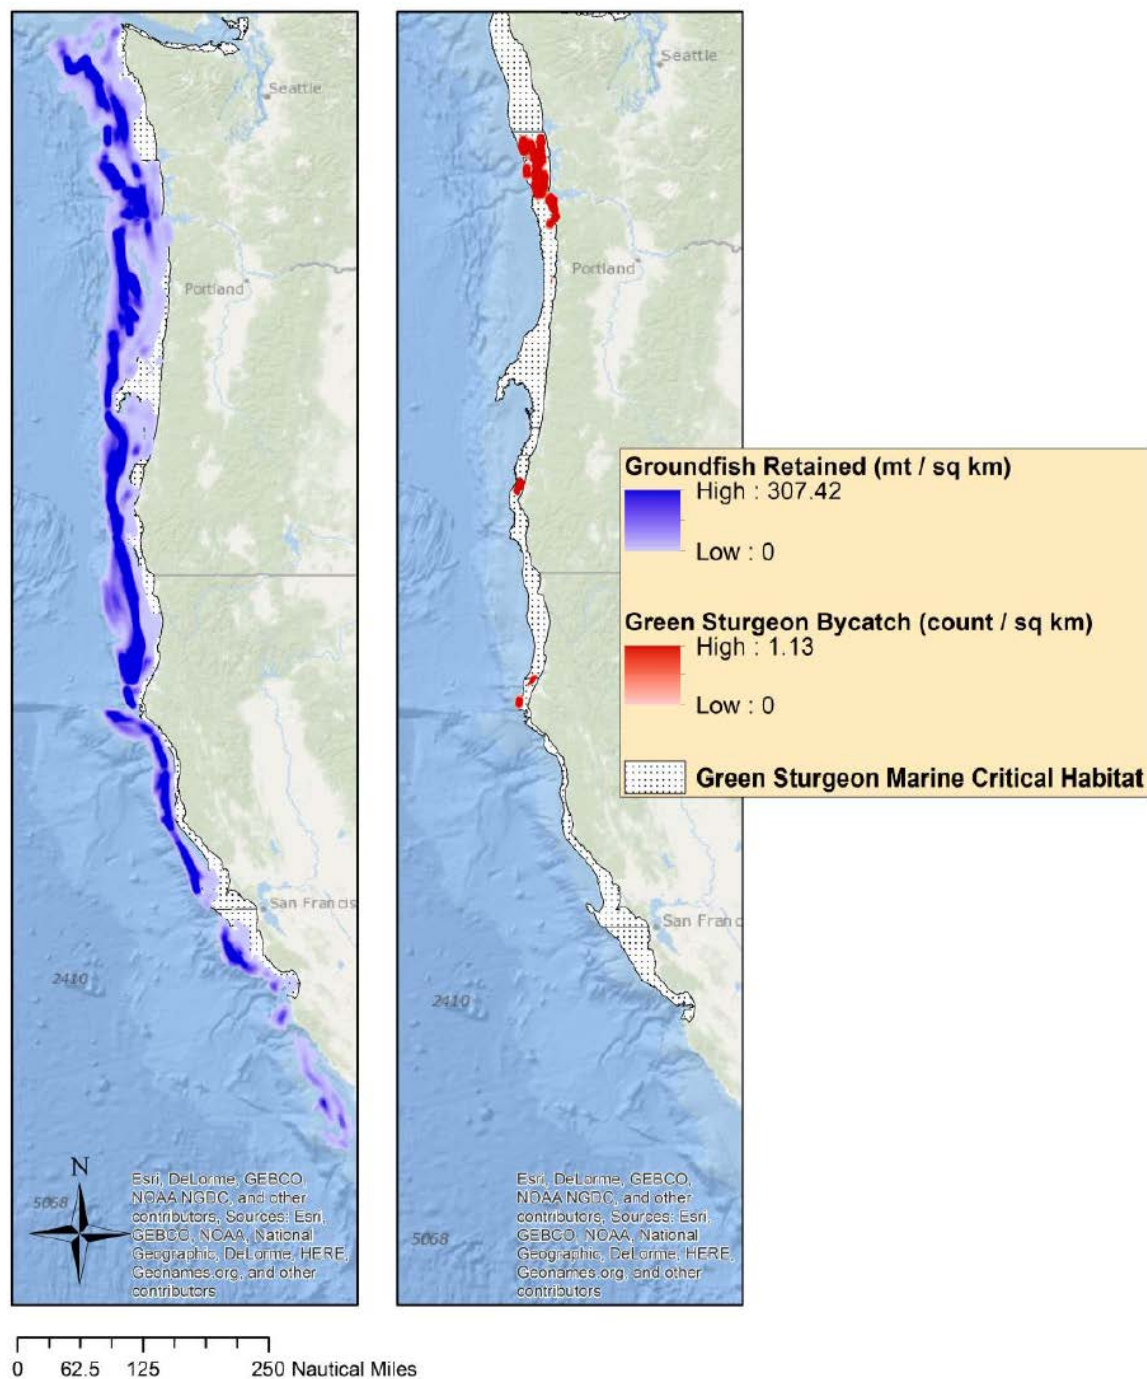 Seattle
Portland
San Francis
2410
N
5068
Esri, DeLorme, GEBCO,
NOAA NGDC, and other
contributors, Sources: Esri,
GEBCO, NOAA, National
Geographic, DeLorme, HERE,
Geonames.org, and other
contributors
0 62.5 125 250 Nautical Miles
Seattle
Portland
San Franc
2410
5068
Esri, DeLorme, GEBCO,
NOAA NGDC, and other
contributors, Sources: Esri,
GEBCO, NOAA, National
Geographic, DeLorme, HERE,
Geonames.org, and other
contributors
Groundfish Retained (mt / sq km)
High : 307.42
Low : 0
Green Sturgeon Bycatch (count / sq km)
High : 1.13
Low : 0
Green Sturgeon Marine Critical Habitat